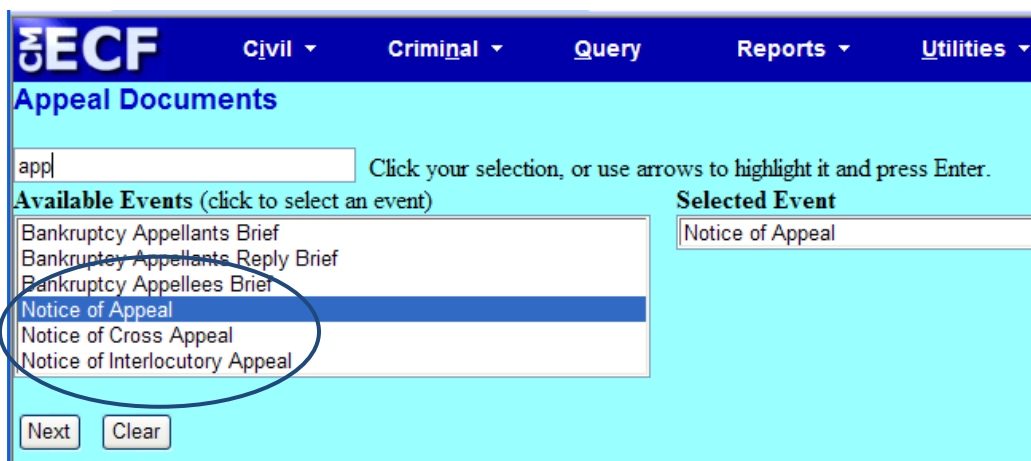 CM ECF Civil Criminal Query Reports Utilities
Appeal Documents
app Click your selection, or use arrows to highlight it and press Enter.
Available Events (click to select an event) Selected Event
Bankruptcy Appellants Brief Notice of Appeal
Bankruptcy Appellants Reply Brief
Bankruptcy Appellees Brief
Notice of Appeal
Notice of Cross Appeal
Notice of Interlocutory Appeal
Next Clear